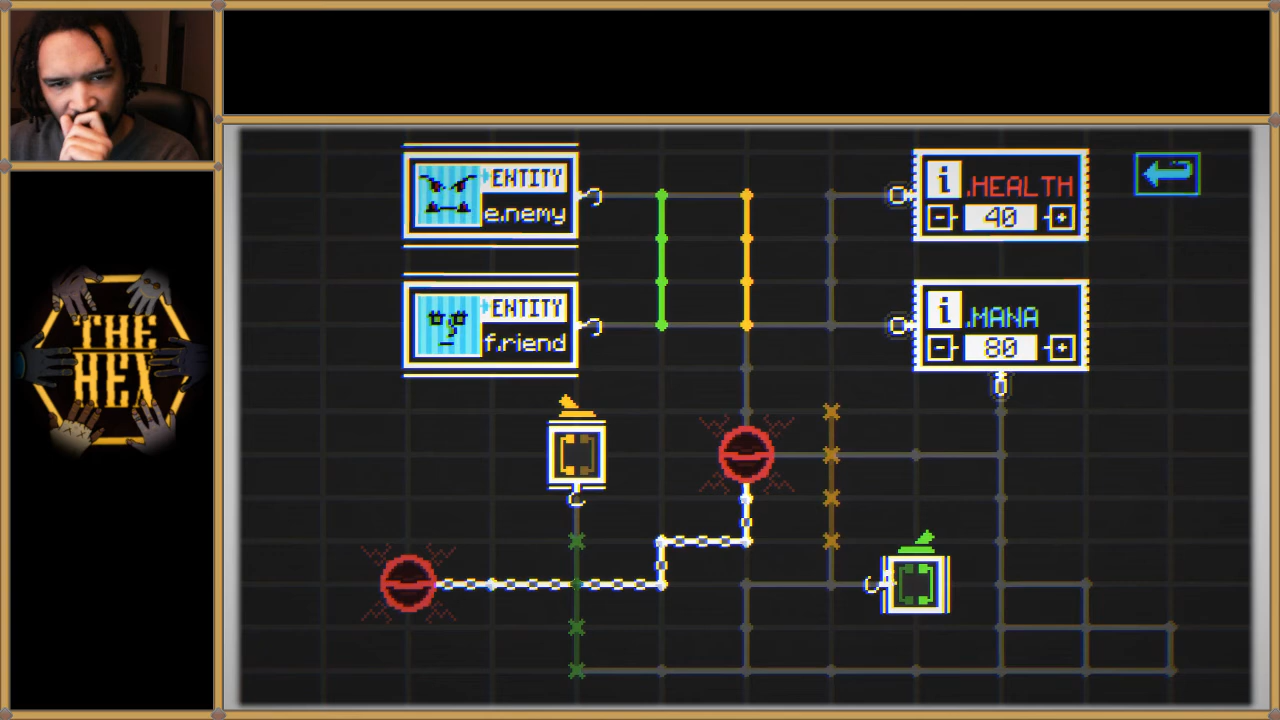 ENTITY
e.nemy
i .HEALTH
- 40 +
ENTITY
f.riend
i .MANA
- 80 +
THE
HEX